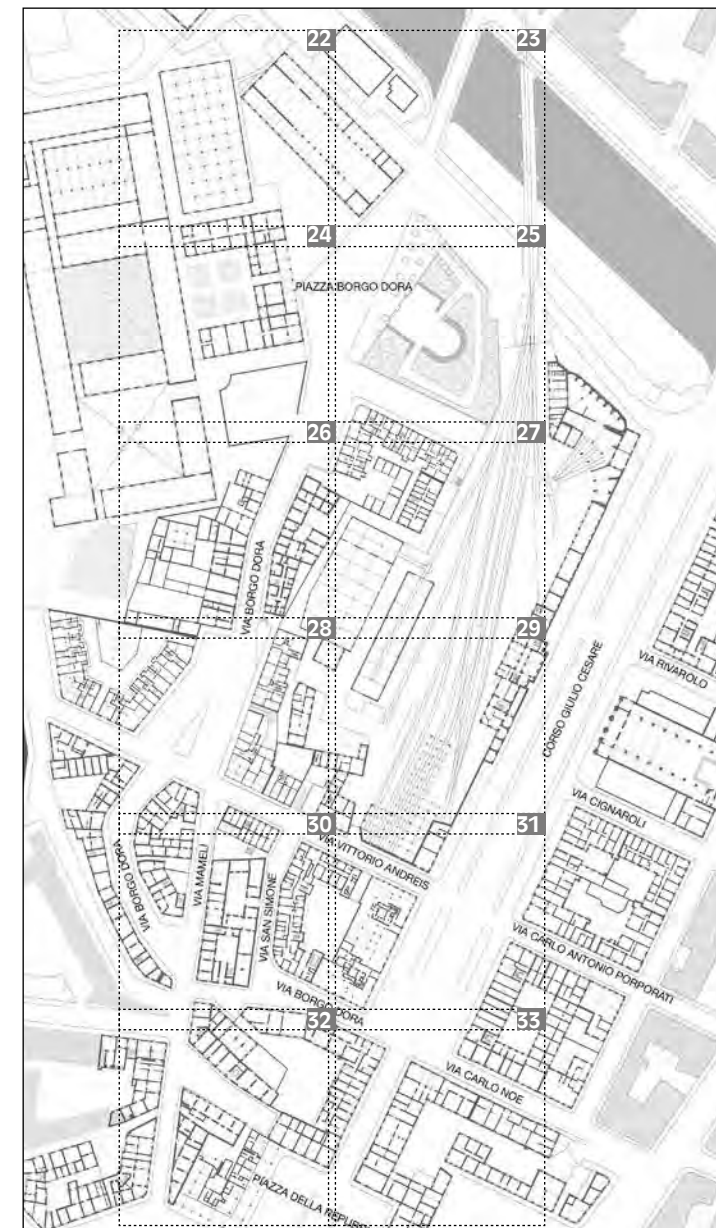 22
23
24
25
PIAZZA BORGO DORA
26
27
VIA BORGO DORA
28
29
CORSO GIULIO CESARE
VIA RIVAROLO
VIA CIGNAROLI
30
31
VIA VITTORIO ANDREIS
VIA BORGO DORA
VIA MAMELI
VIA SAN SIMONE
VIA CARLO ANTONIO PORPORATI
VIA BORGO DORA
32
33
VIA CARLO NOE
PIAZZA DELLA REPUBB